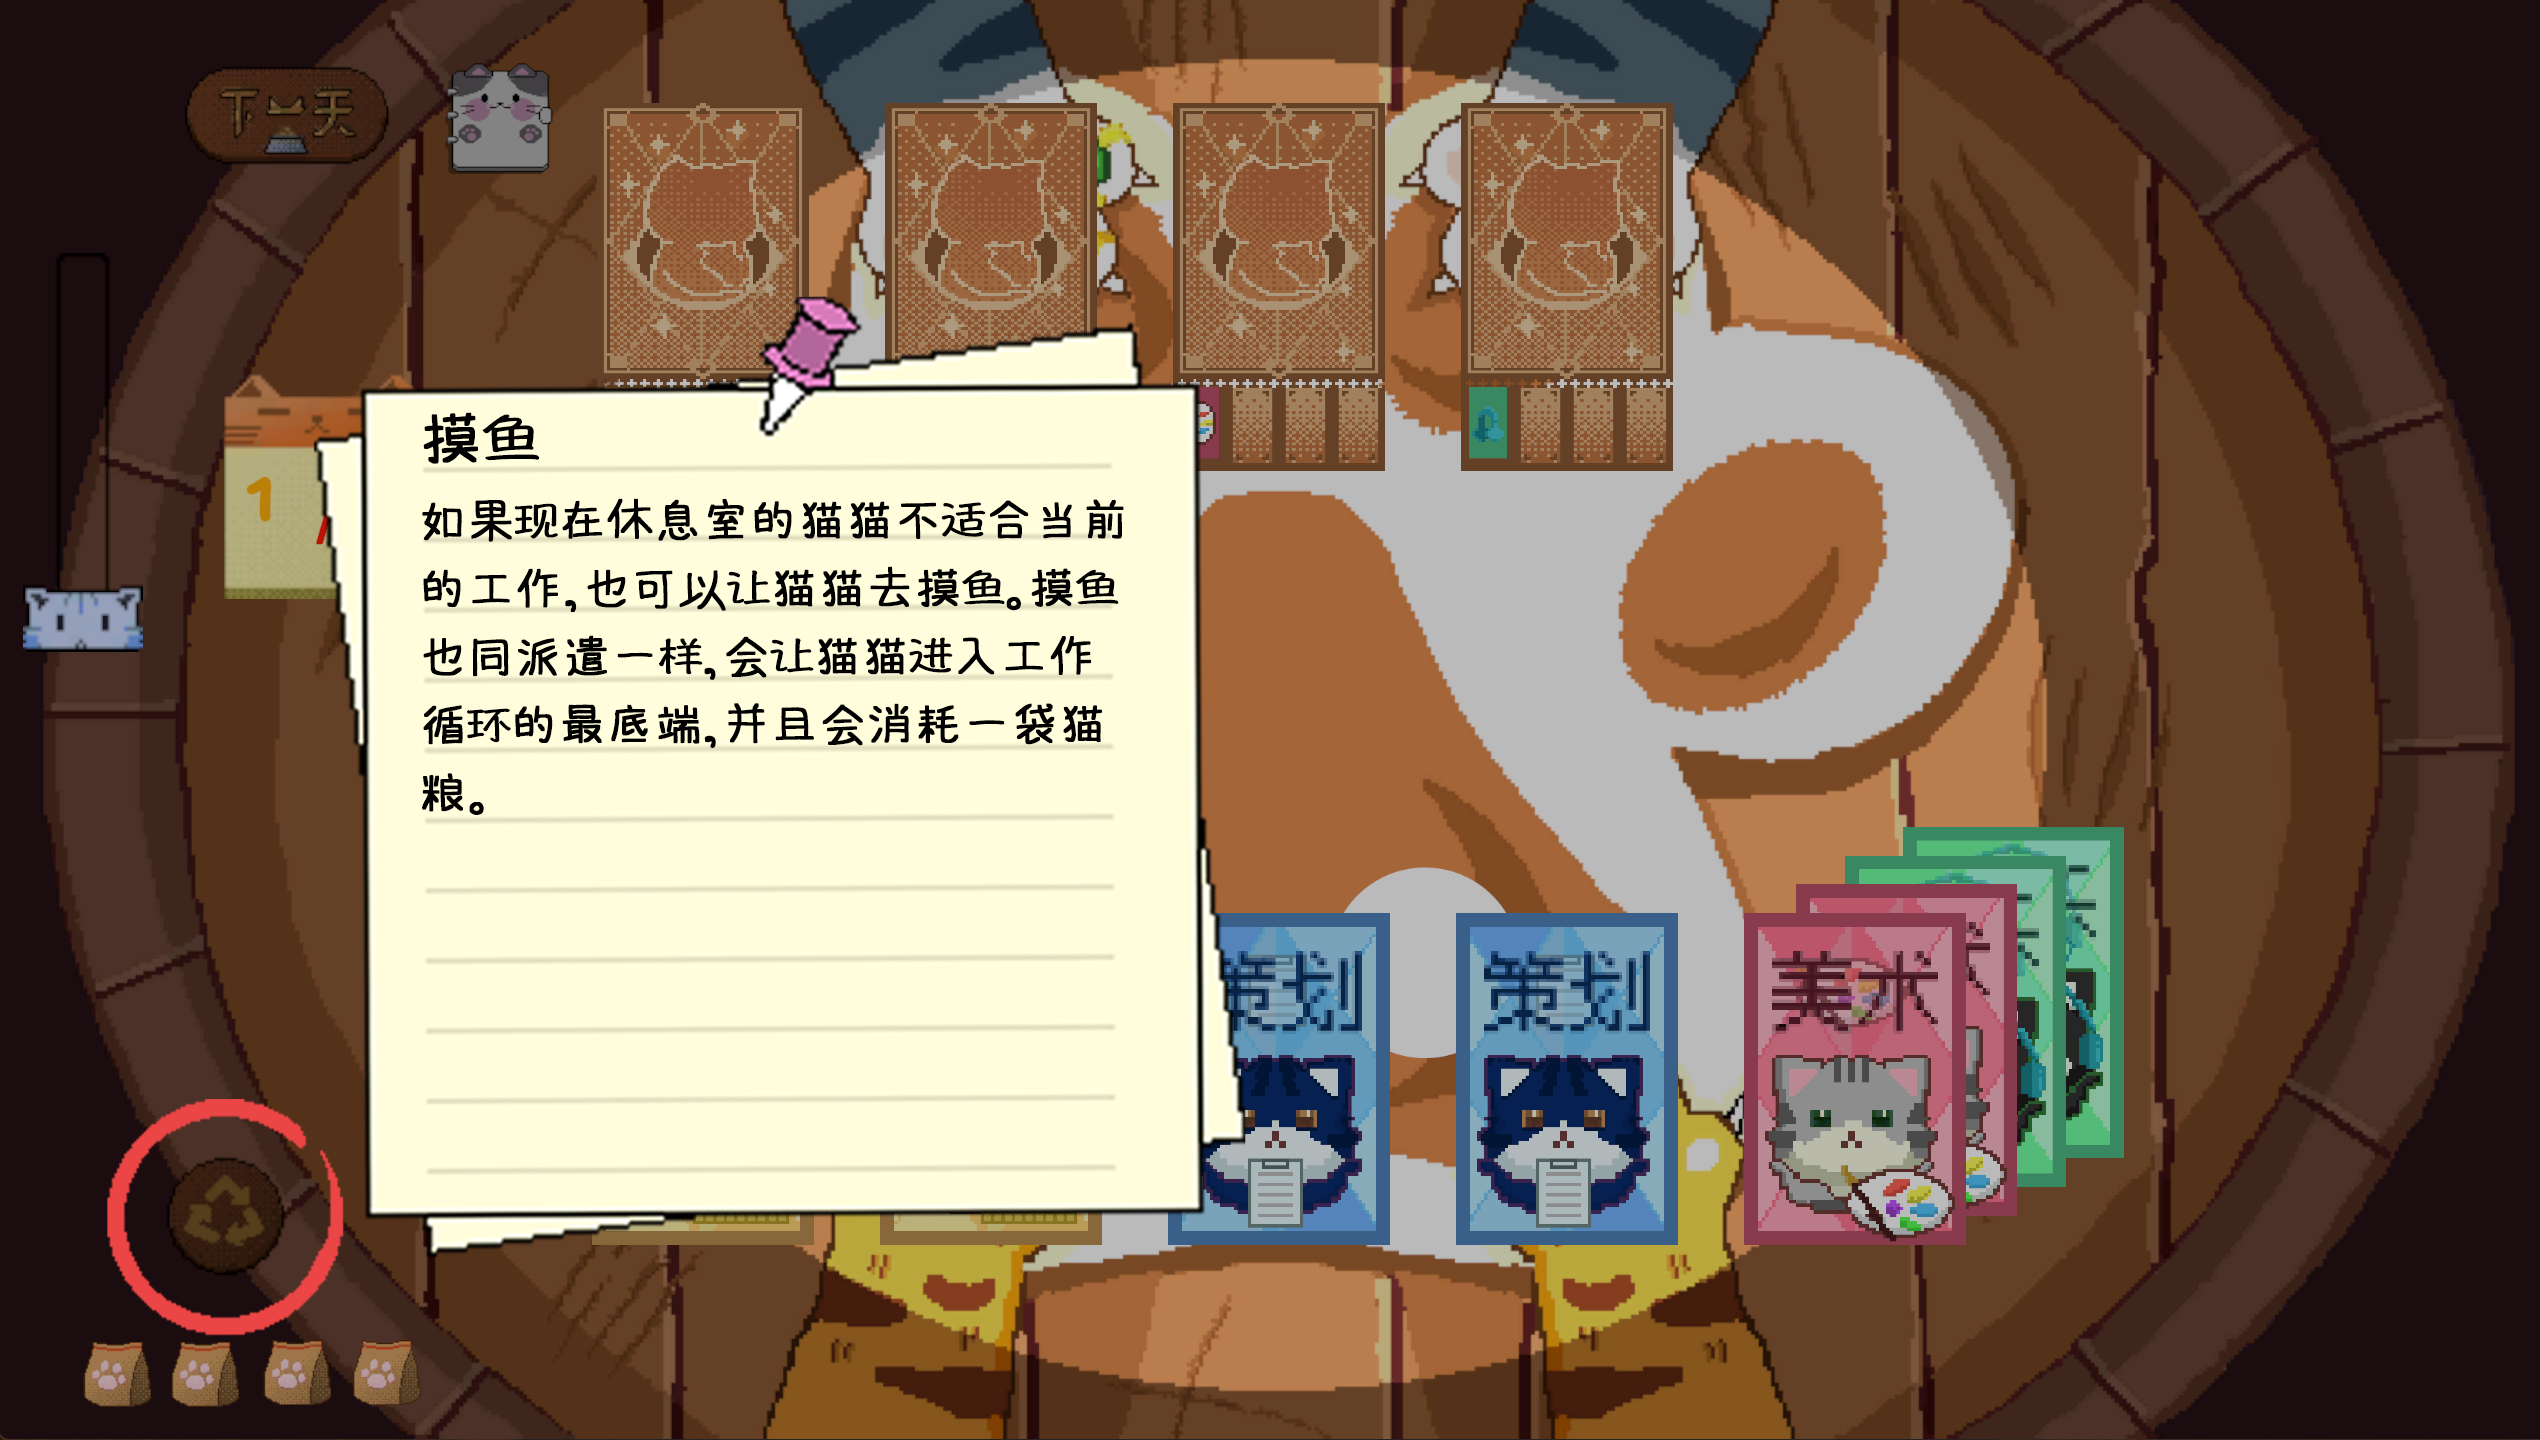 下一天
1
摸鱼
如果现在休息室的猫猫不适合当前
的工作,也可以让猫猫去摸鱼。摸鱼
也同派遣一样,会让猫猫进入工作
循环的最底端,并且会消耗一袋猫
粮。
策划
策划
美术